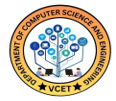 DEPARTMENT OF COMPUTER SCIENCE AND ENGINEERING
★ VCET ★